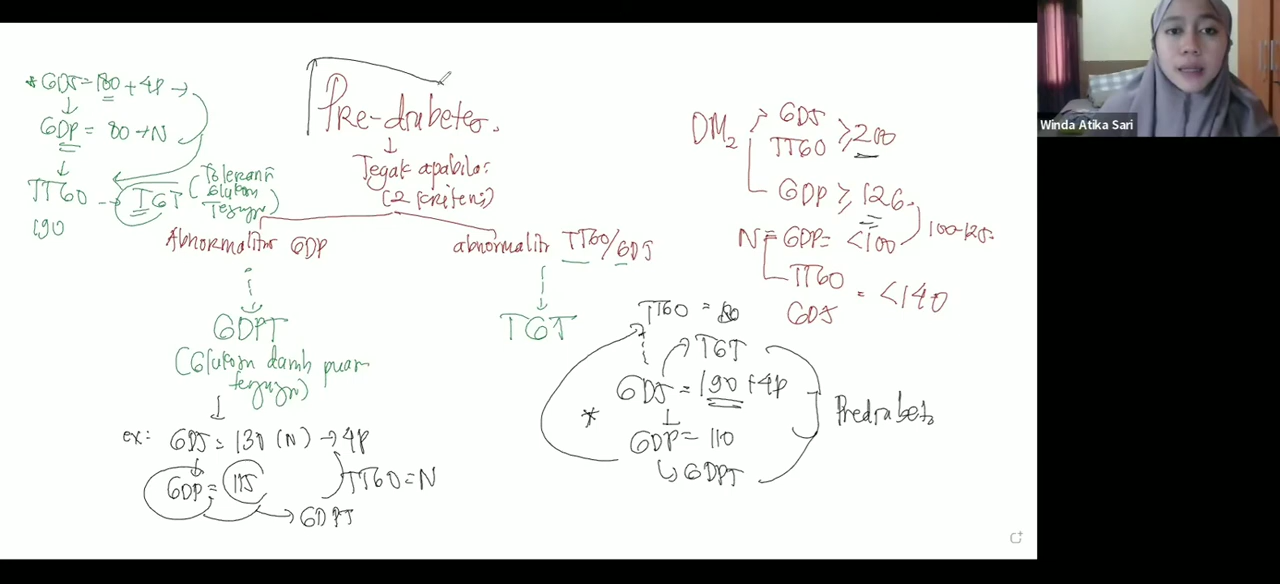 *GDS=180+4P→
GDP = 80→N
TTGO → TGT (Toleransi
Glukosa
Terganggu)
190
Pre-diabetes.
Tegak apabila:
(2 kriteria)
Abnormalitas GDP
abnormalitas TTGO/GDS
GDPT
(Glukosa darah puasa
terganggu)
TGT
ex: GDS = 130 (N) → 4P
GDP = 115
TTGO = N
→ GDPT
DM2
GDS
TTGO ≥ 200
GDP ≥ 126.
N = GDP = <100
100-125.
TTGO
GDS = <140
TTGO = 180
TGT
* GDS = 190 + 4P
GDP = 110
GDPT
Prediabetes
Winda Atika Sari